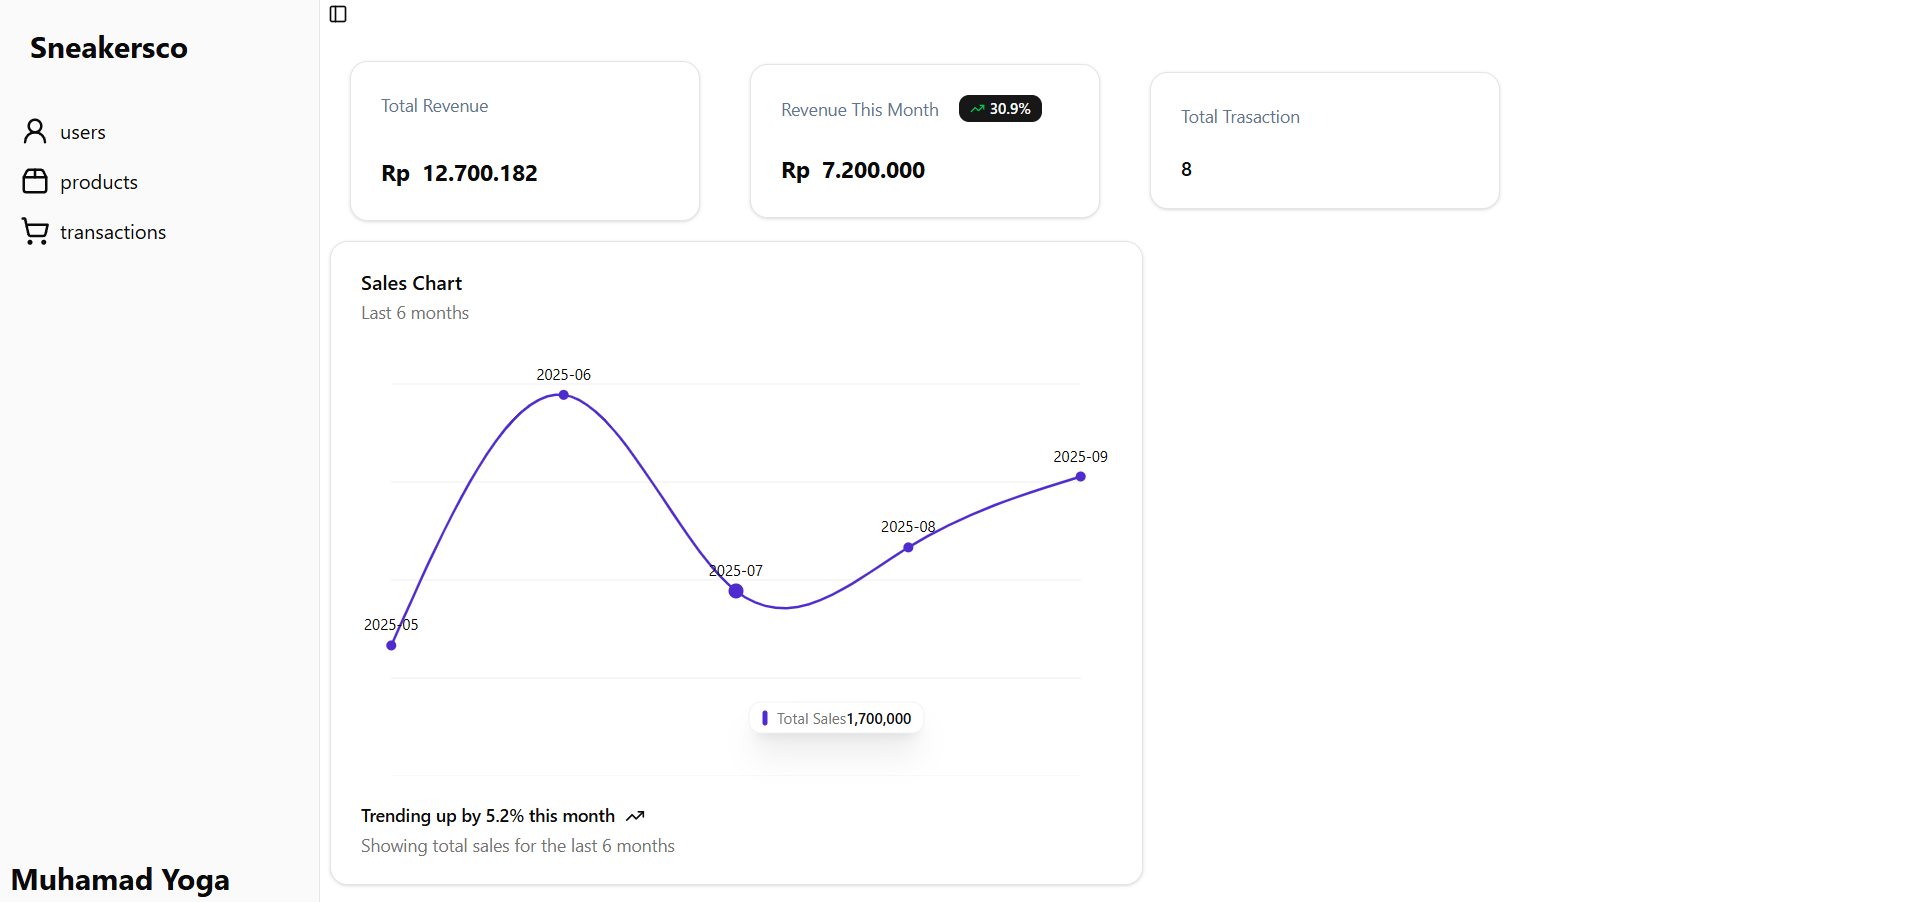 Sneakersco
users
products
transactions
Muhamad Yoga
Total Revenue
Rp 12.700.182
Revenue This Month 30.9%
Rp 7.200.000
Total Trasaction
8
Sales Chart
Last 6 months
2025-06
2025-09
2025-08
2025-07
2025-05
Total Sales1,700,000
Trending up by 5.2% this month
Showing total sales for the last 6 months